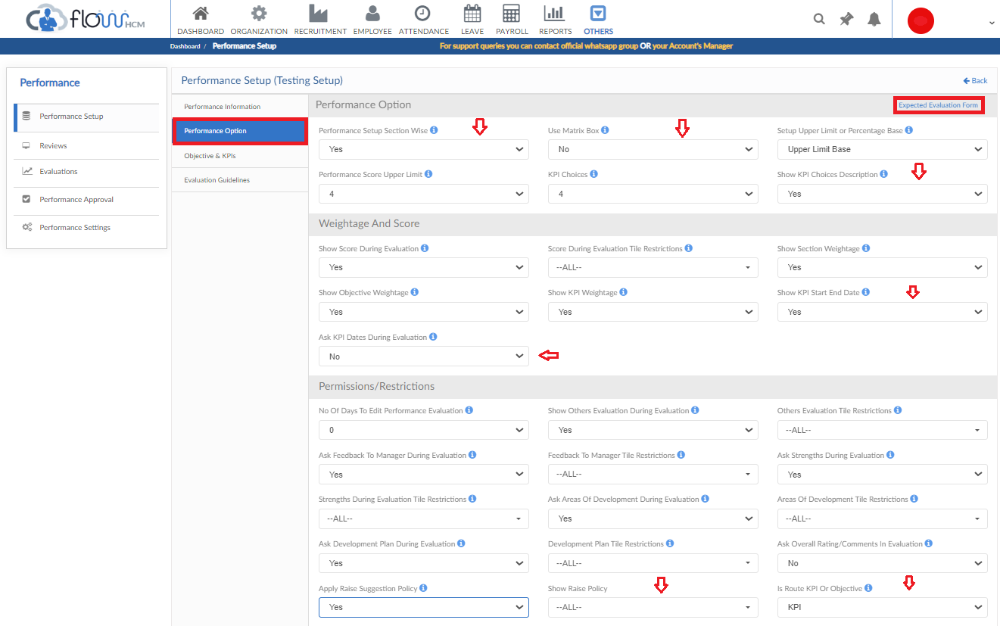 flowHCM
DASHBOARD ORGANIZATION RECRUITMENT EMPLOYEE ATTENDANCE LEAVE PAYROLL REPORTS OTHERS
Dashboard / Performance Setup For support queries you can contact official whatsapp group OR your Account's Manager
Performance
Performance Setup
Reviews
Evaluations
Performance Approval
Performance Settings
Performance Setup (Testing Setup) Back
Performance Information
Performance Option
Objective & KPIs
Evaluation Guidelines
Performance Option Expected Evaluation Form
Performance Setup Section Wise Use Matrix Box Setup Upper Limit or Percentage Base
Yes No Upper Limit Base
Performance Score Upper Limit KPI Choices Show KPI Choices Description
4 4 Yes
Weightage And Score
Show Score During Evaluation Score During Evaluation Tile Restrictions Show Section Weightage
Yes --ALL-- Yes
Show Objective Weightage Show KPI Weightage Show KPI Start End Date
Yes Yes Yes
Ask KPI Dates During Evaluation
No
Permissions/Restrictions
No Of Days To Edit Performance Evaluation Show Others Evaluation During Evaluation Others Evaluation Tile Restrictions
0 Yes --ALL--
Ask Feedback To Manager During Evaluation Feedback To Manager Tile Restrictions Ask Strengths During Evaluation
Yes --ALL-- Yes
Strengths During Evaluation Tile Restrictions Ask Areas Of Development During Evaluation Areas Of Development Tile Restrictions
--ALL-- Yes --ALL--
Ask Development Plan During Evaluation Development Plan Tile Restrictions Ask Overall Rating/Comments In Evaluation
Yes --ALL-- No
Apply Raise Suggestion Policy Show Raise Policy Is Route KPI Or Objective
Yes --ALL-- KPI